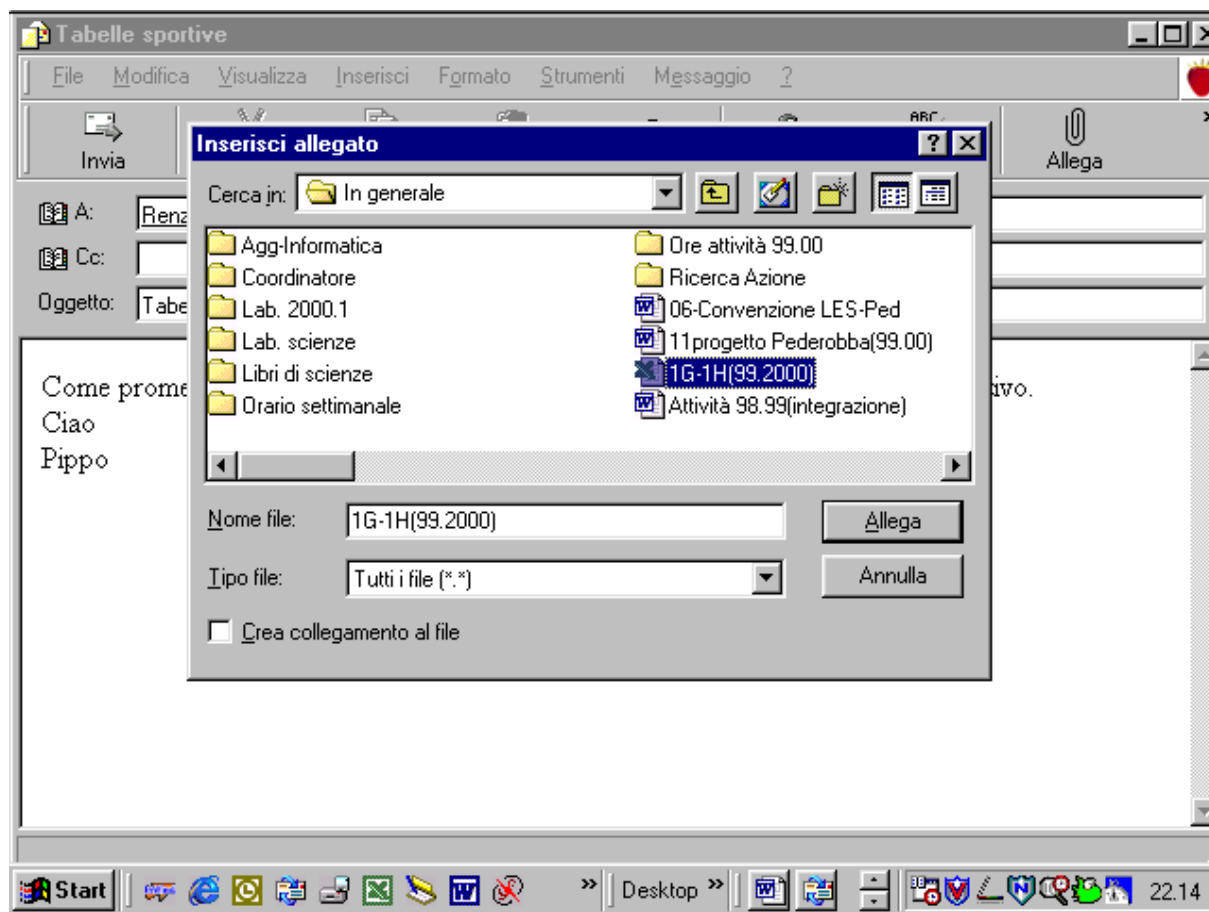 Tabelle sportive
File Modifica Visualizza Inserisci Formato Strumenti Messaggio ?
Invia
Allega
Inserisci allegato
Cerca in: In generale
A: Renz
Cc:
Oggetto: Tabe
Agg-Informatica
Coordinatore
Lab. 2000.1
Lab. scienze
Libri di scienze
Orario settimanale
Ore attività 99.00
Ricerca Azione
06-Convenzione LES-Ped
11progetto Pederobba(99.00)
1G-1H(99.2000)
Attività 98.99(integrazione)
Come prome
ivo.
Ciao
Pippo
Nome file: 1G-1H(99.2000)
Allega
Tipo file: Tutti i file (*.*)
Annulla
Crea collegamento al file
Start
Desktop
22.14